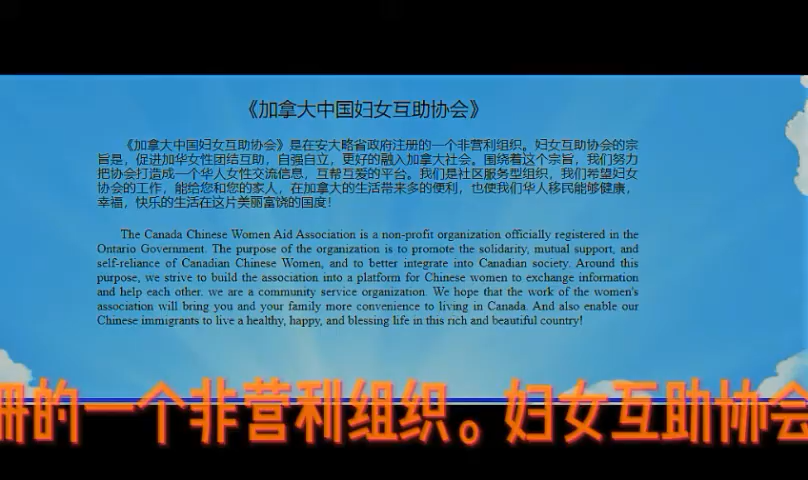 《加拿大中国妇女互助协会》
《加拿大中国妇女互助协会》是在安大略省政府注册的一个非营利组织。妇女互助协会的宗
旨是，促进加华女性团结互助，自强自立，更好的融入加拿大社会。围绕着这个宗旨，我们努力
把协会打造成一个华人女性交流信息，互帮互爱的平台。我们是社区服务型组织，我们希望妇女
协会的工作，能给您和您的家人，在加拿大的生活带来多的便利，也使我们华人移民能够健康，
幸福，快乐的生活在这片美丽富饶的国度！
The Canada Chinese Women Aid Association is a non-profit organization officially registered in the
Ontario Government. The purpose of the organization is to promote the solidarity, mutual support, and
self-reliance of Canadian Chinese Women, and to better integrate into Canadian society. Around this
purpose, we strive to build the association into a platform for Chinese women to exchange information
and help each other. we are a community service organization. We hope that the work of the women's
association will bring you and your family more convenience to living in Canada. And also enable our
Chinese immigrants to live a healthy, happy, and blessing life in this rich and beautiful country!
册的一个非营利组织。妇女互助协会